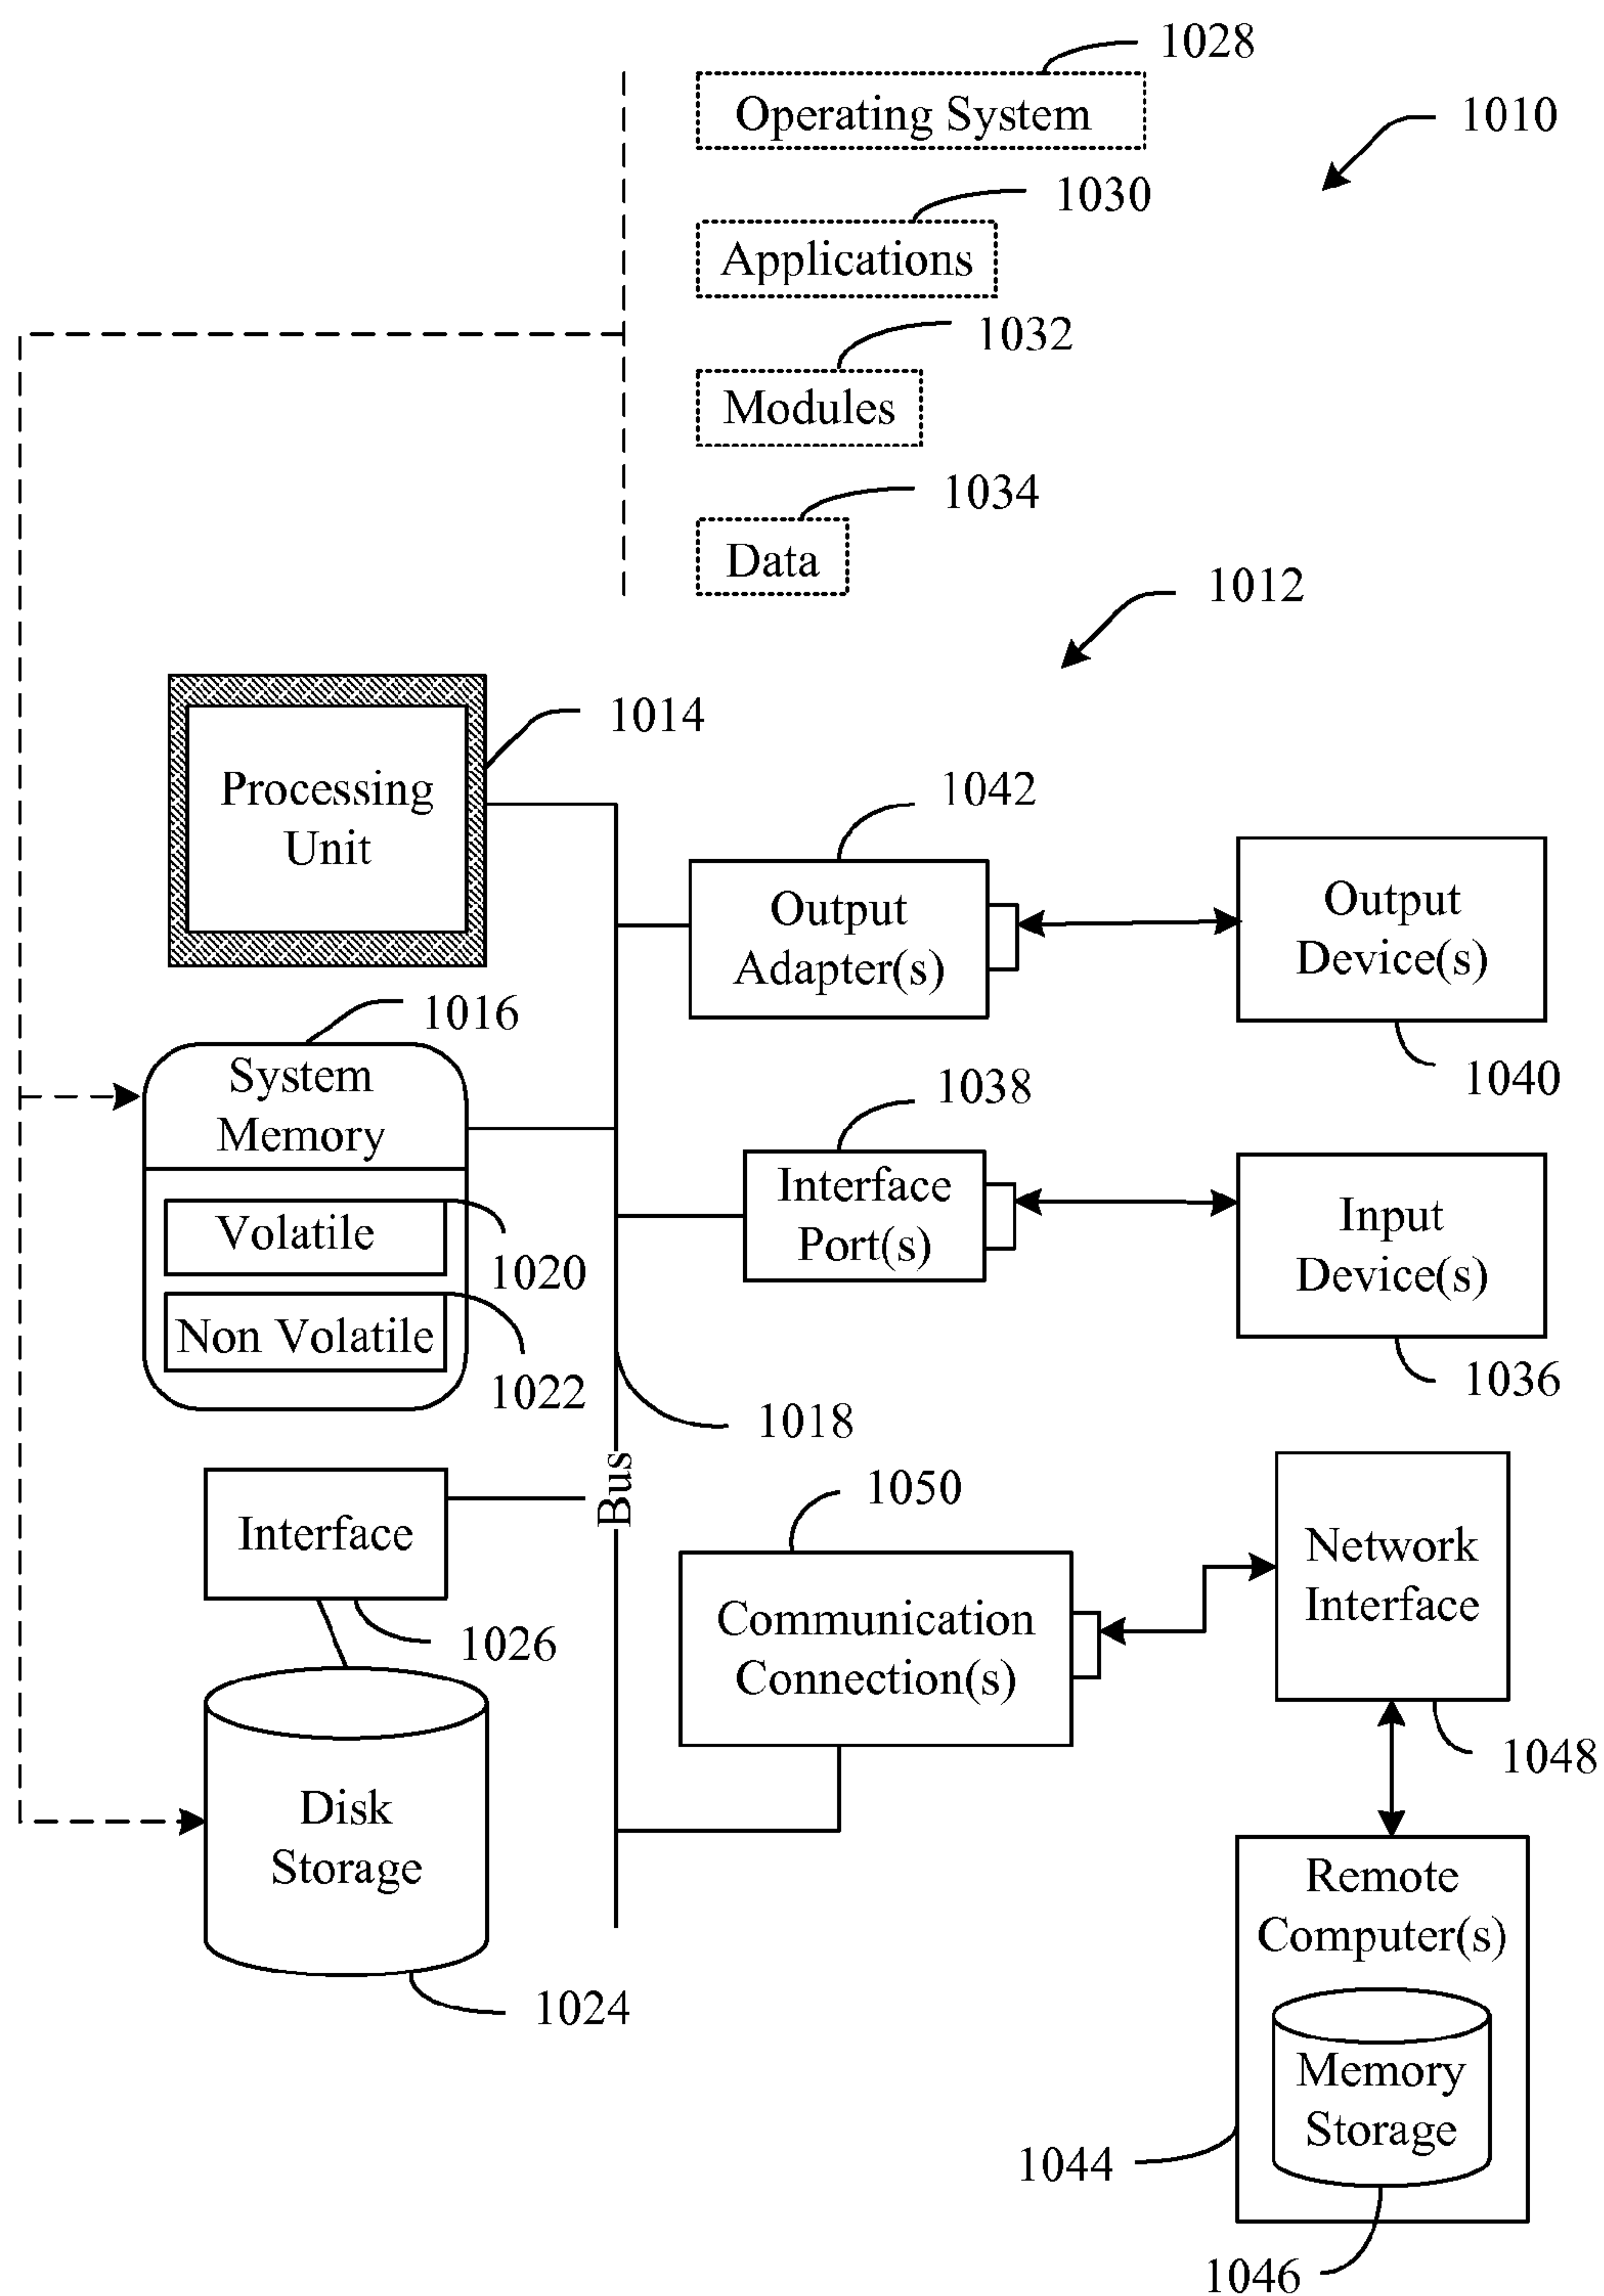 1028
Operating System
1010
1030
Applications
1032
Modules
1034
Data
1012
1014
Processing
Unit
1042
Output
Adapter(s)
Output
Device(s)
1040
1016
System
Memory
Volatile
1020
Non Volatile
1022
1038
Interface
Port(s)
Input
Device(s)
1036
1018
Bus
Interface
1026
1050
Communication
Connection(s)
Network
Interface
1048
Disk
Storage
1024
Remote
Computer(s)
Memory
Storage
1044
1046